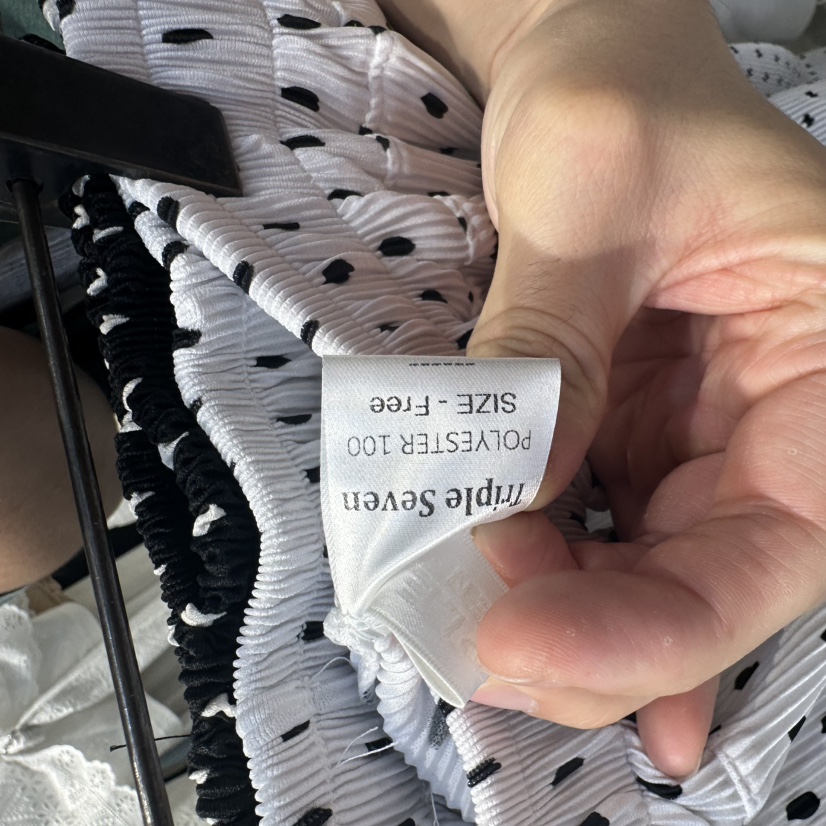 Triple Seven
POLYESTER 100
SIZE - Free